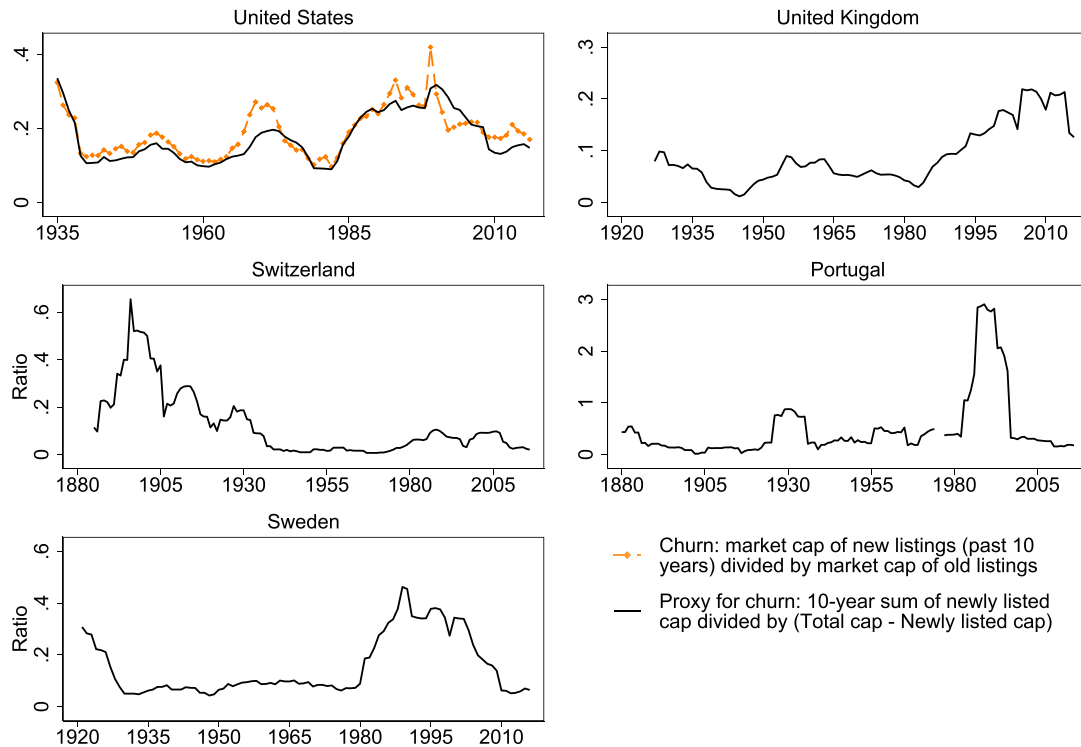 United States
.4
.2
0
1935 1960 1985 2010
United Kingdom
.3
.2
.1
0
1920 1935 1950 1965 1980 1995 2010
Switzerland
Ratio
.6
.4
.2
0
1880 1905 1930 1955 1980 2005
Portugal
3
2
1
0
1880 1905 1930 1955 1980 2005
Sweden
Ratio
.6
.4
.2
0
1920 1935 1950 1965 1980 1995 2010
Churn: market cap of new listings (past 10
years) divided by market cap of old listings
Proxy for churn: 10-year sum of newly listed
cap divided by (Total cap - Newly listed cap)